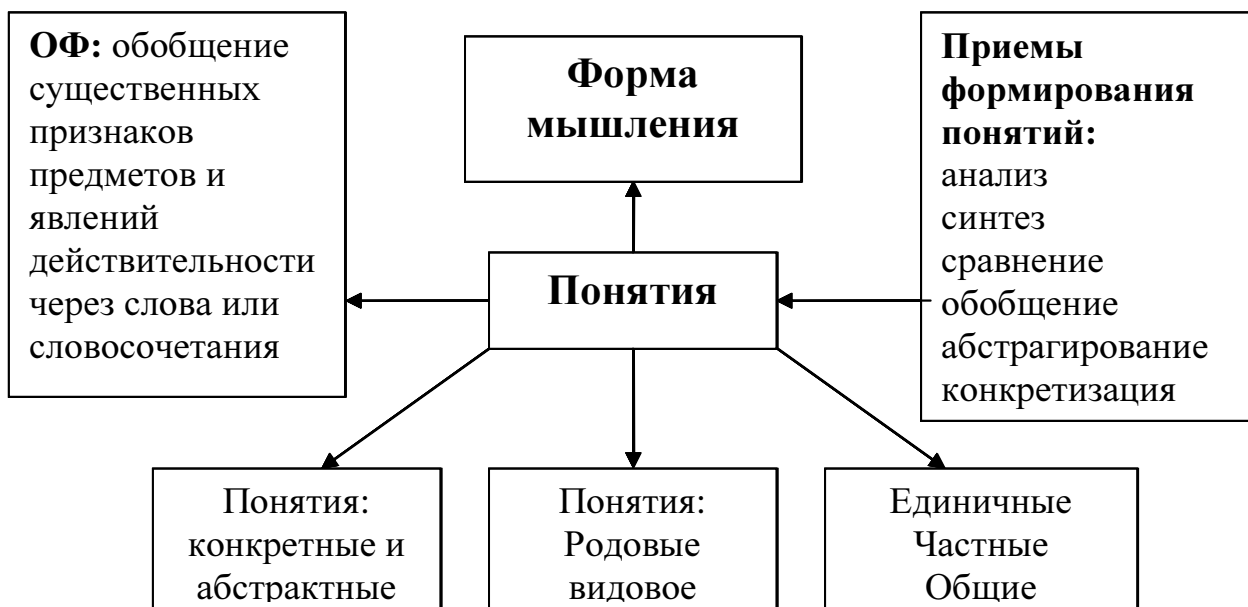 ОФ: обобщение
существенных
признаков
предметов и
явлений
действительности
через слова или
словосочетания
Форма
мышления
Приемы
формирования
понятий:
анализ
синтез
сравнение
обобщение
абстрагирование
конкретизация
Понятия
Понятия:
конкретные и
абстрактные
Понятия:
Родовые
видовое
Единичные
Частные
Общие